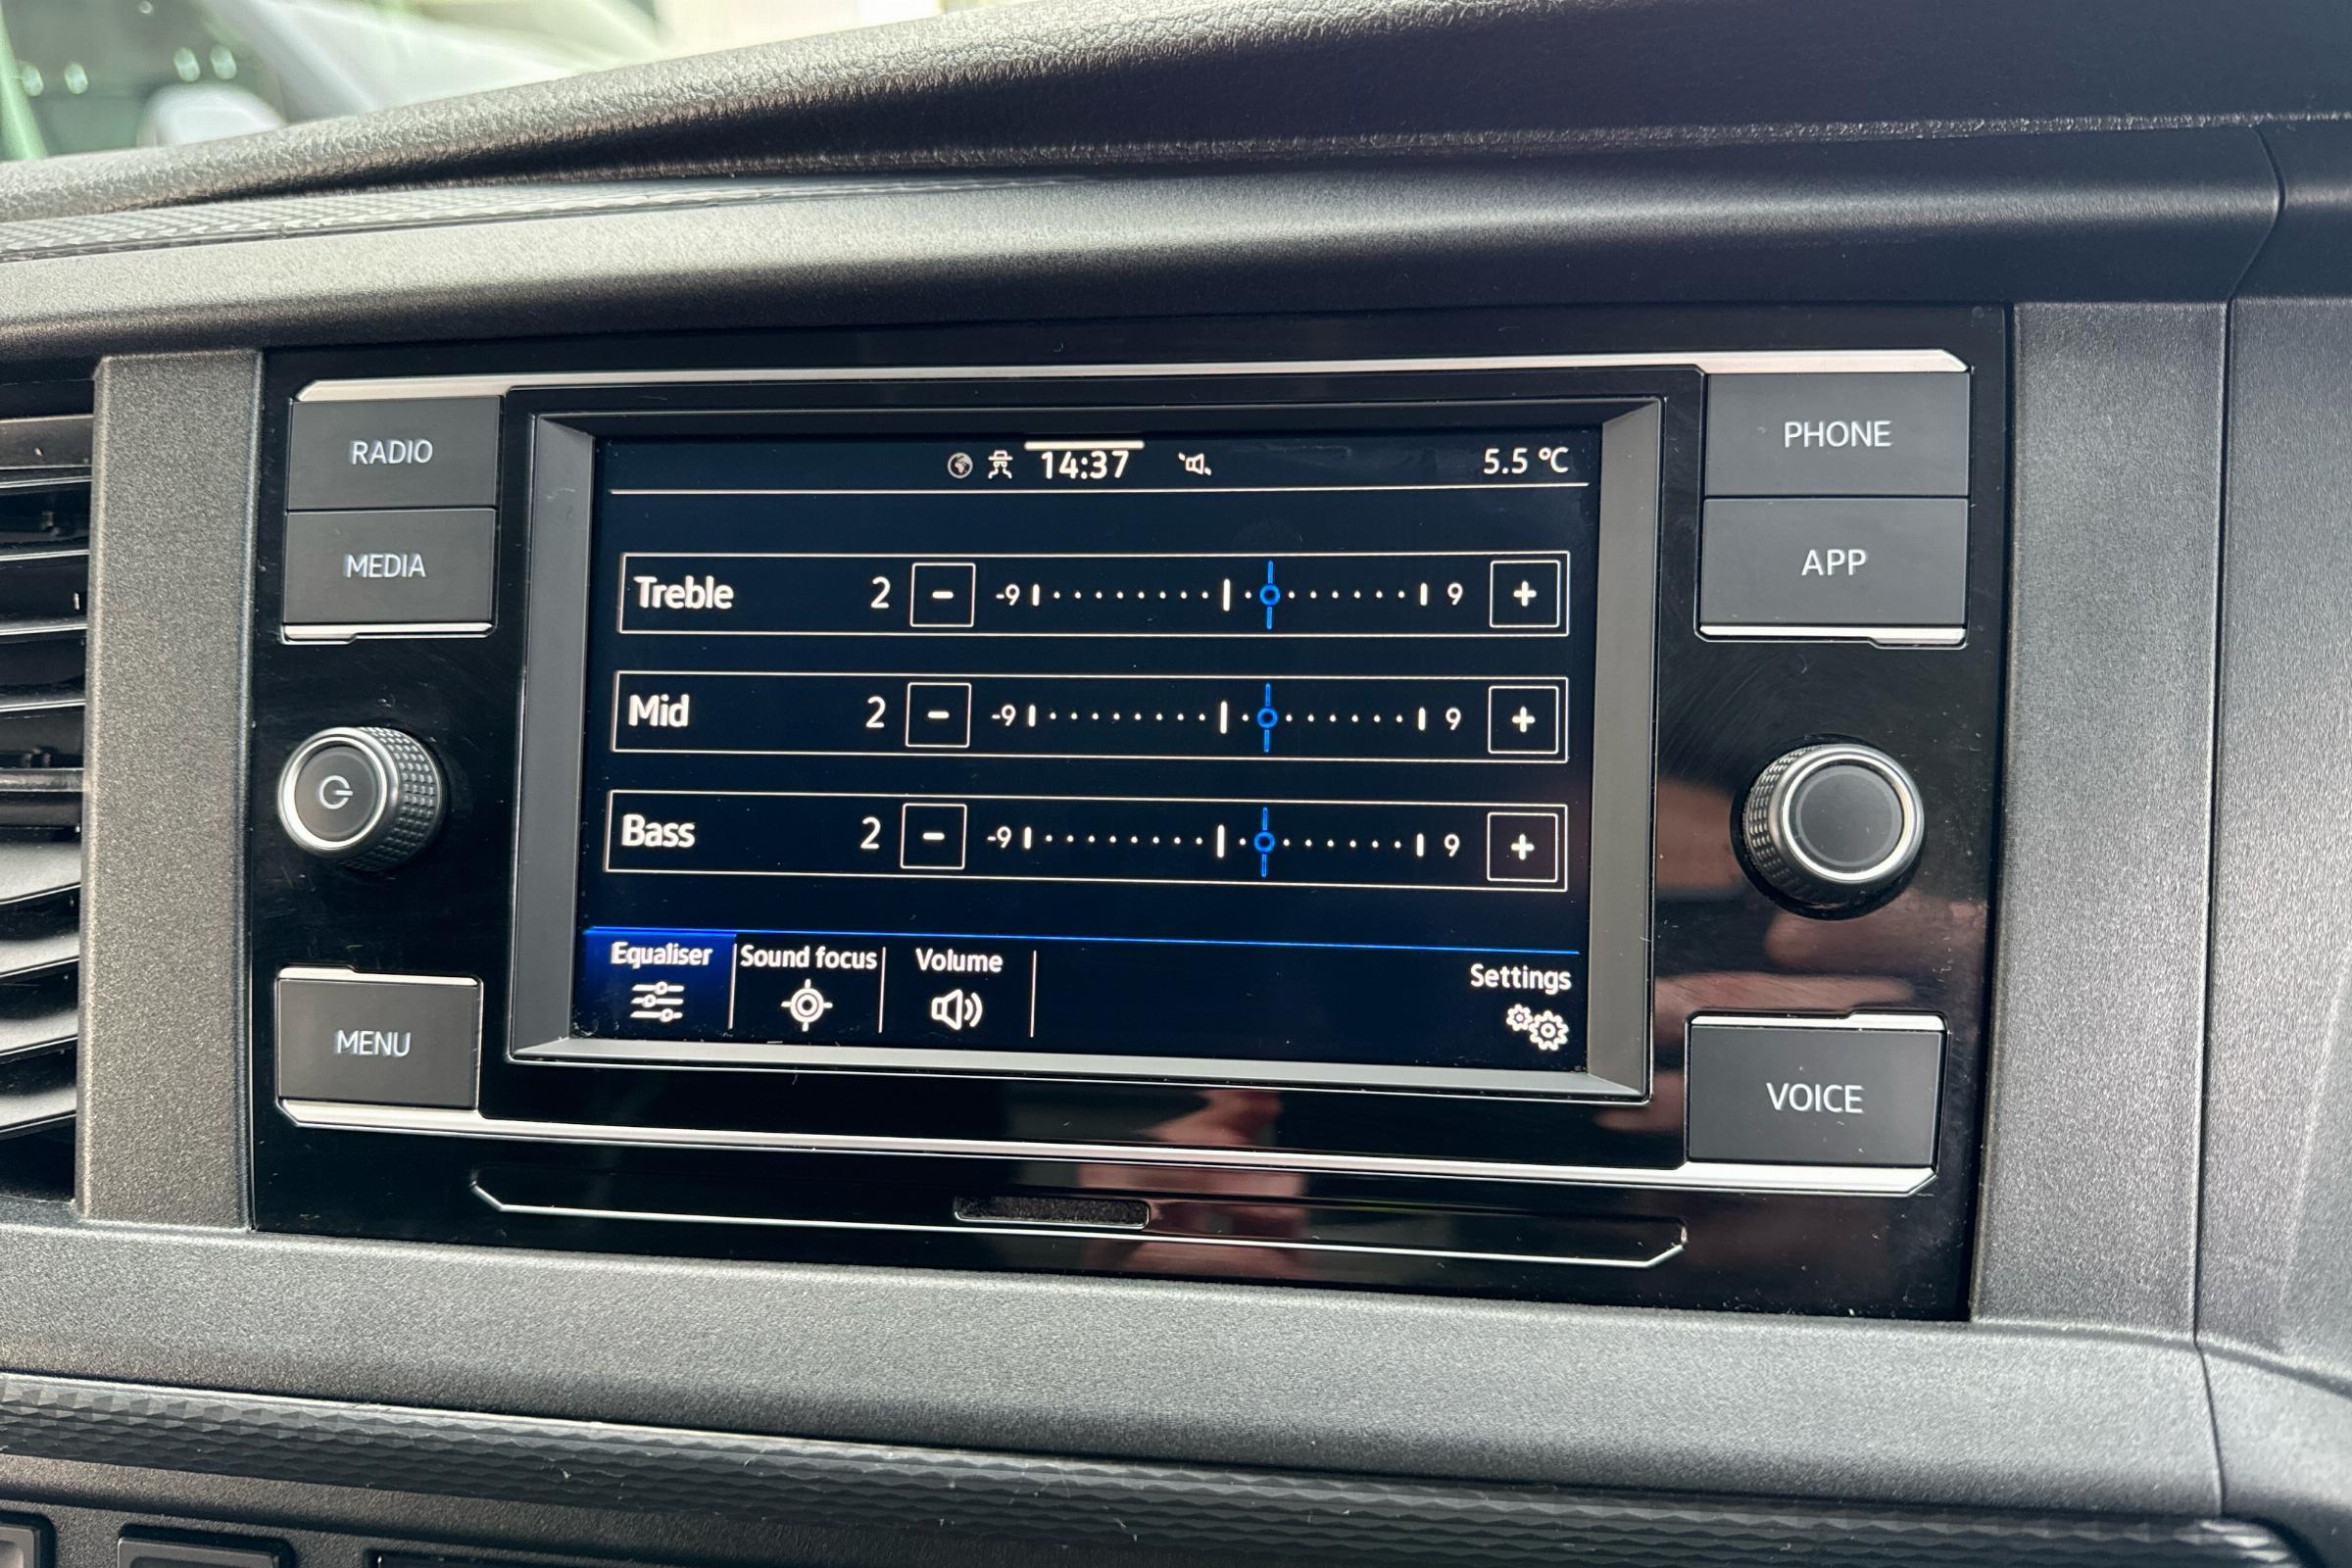 RADIO
MEDIA
MENU
14:37
5.5 °C
Treble 2 - -9 9 +
Mid 2 - -9 9 +
Bass 2 - -9 9 +
Equaliser
Sound focus
Volume
Settings
PHONE
APP
VOICE